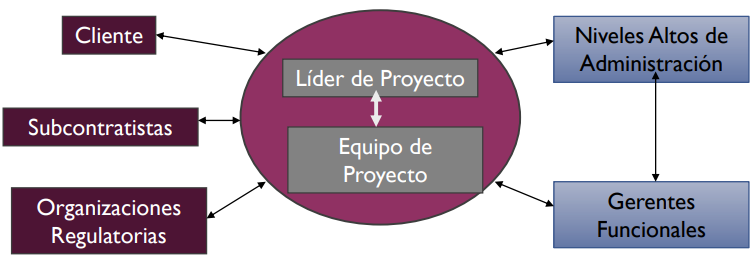 Cliente
Subcontratistas
Organizaciones
Regulatorias
Líder de Proyecto
Equipo de
Proyecto
Niveles Altos de
Administración
Gerentes
Funcionales